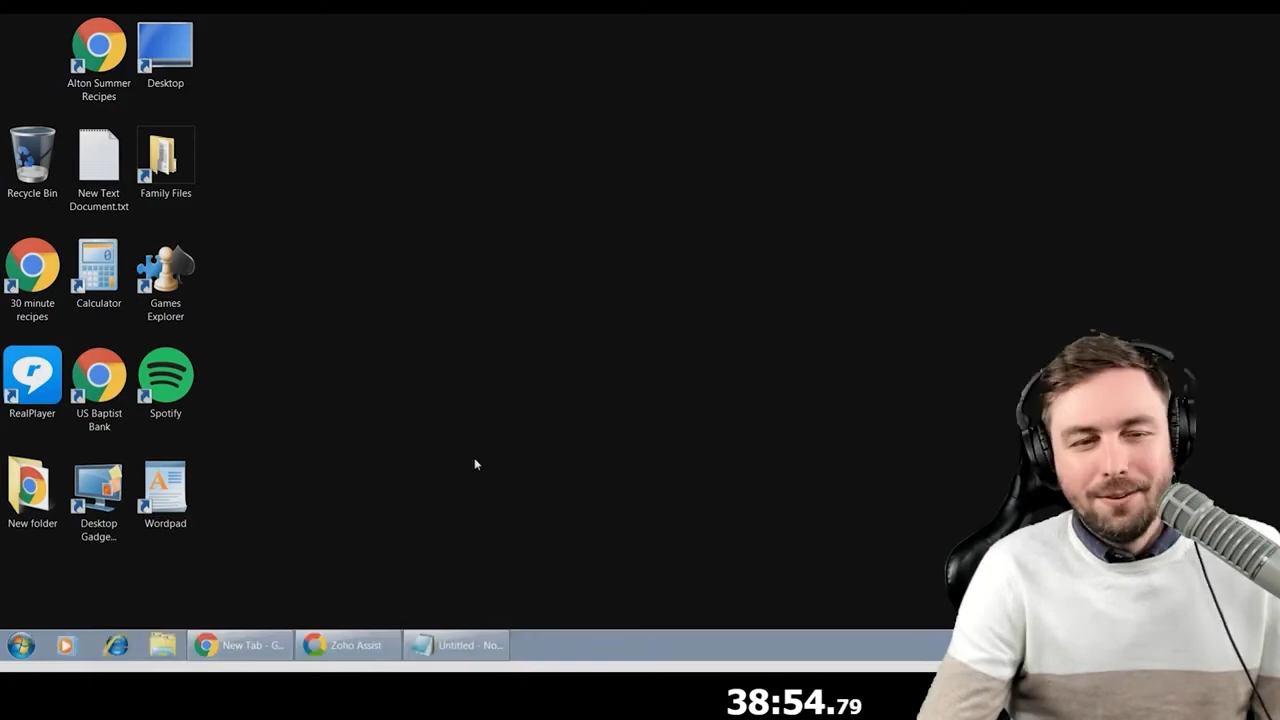 Alton Summer
Recipes
Desktop
Recycle Bin
New Text
Document.txt
Family Files
30 minute
recipes
Calculator
0
Games
Explorer
r
RealPlayer
US Baptist
Bank
Spotify
New folder
Desktop
Gadge...
A
Wordpad
New Tab - G...
Zoho Assist
Untitled - No...
38:54.79